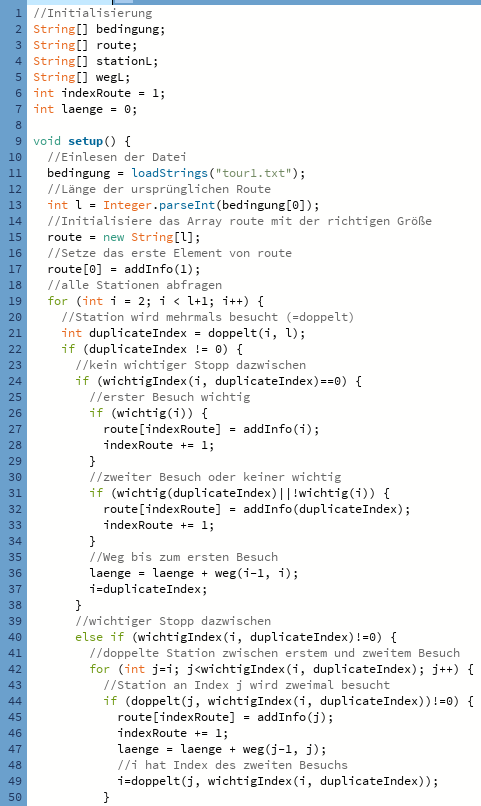 1 //Initialisierung
2 String[] bedingung;
3 String[] route;
4 String[] stationL;
5 String[] wegL;
6 int indexRoute = 1;
7 int laenge = 0;
8
9 void setup() {
10   //Einlesen der Datei
11   bedingung = loadStrings("tour1.txt");
12   //Länge der ursprünglichen Route
13   int l = Integer.parseInt(bedingung[0]);
14   //Initialisiere das Array route mit der richtigen Größe
15   route = new String[l];
16   //Setze das erste Element von route
17   route[0] = addInfo(1);
18   //alle Stationen abfragen
19   for (int i = 2; i < l+1; i++) {
20     //Station wird mehrmals besucht (=doppelt)
21     int duplicateIndex = doppelt(i, l);
22     if (duplicateIndex != 0) {
23       //kein wichtiger Stopp dazwischen
24       if (wichtigIndex(i, duplicateIndex)==0) {
25         //erster Besuch wichtig
26         if (wichtig(i)) {
27           route[indexRoute] = addInfo(i);
28           indexRoute += 1;
29         }
30         //zweiter Besuch oder keiner wichtig
31         if (wichtig(duplicateIndex)||!wichtig(i)) {
32           route[indexRoute] = addInfo(duplicateIndex);
33           indexRoute += 1;
34         }
35         //Weg bis zum ersten Besuch
36         laenge = laenge + weg(i-1, i);
37         i=duplicateIndex;
38       }
39       //wichtiger Stopp dazwischen
40       else if (wichtigIndex(i, duplicateIndex)!=0) {
41         //doppelte Station zwischen erstem und zweitem Besuch
42         for (int j=i; j<wichtigIndex(i, duplicateIndex); j++) {
43           //Station an Index j wird zweimal besucht
44           if (doppelt(j, wichtigIndex(i, duplicateIndex))!=0) {
45             route[indexRoute] = addInfo(j);
46             indexRoute += 1;
47             laenge = laenge + weg(j-1, j);
48             //i hat Index des zweiten Besuchs
49             i=doppelt(j, wichtigIndex(i, duplicateIndex));
50           }